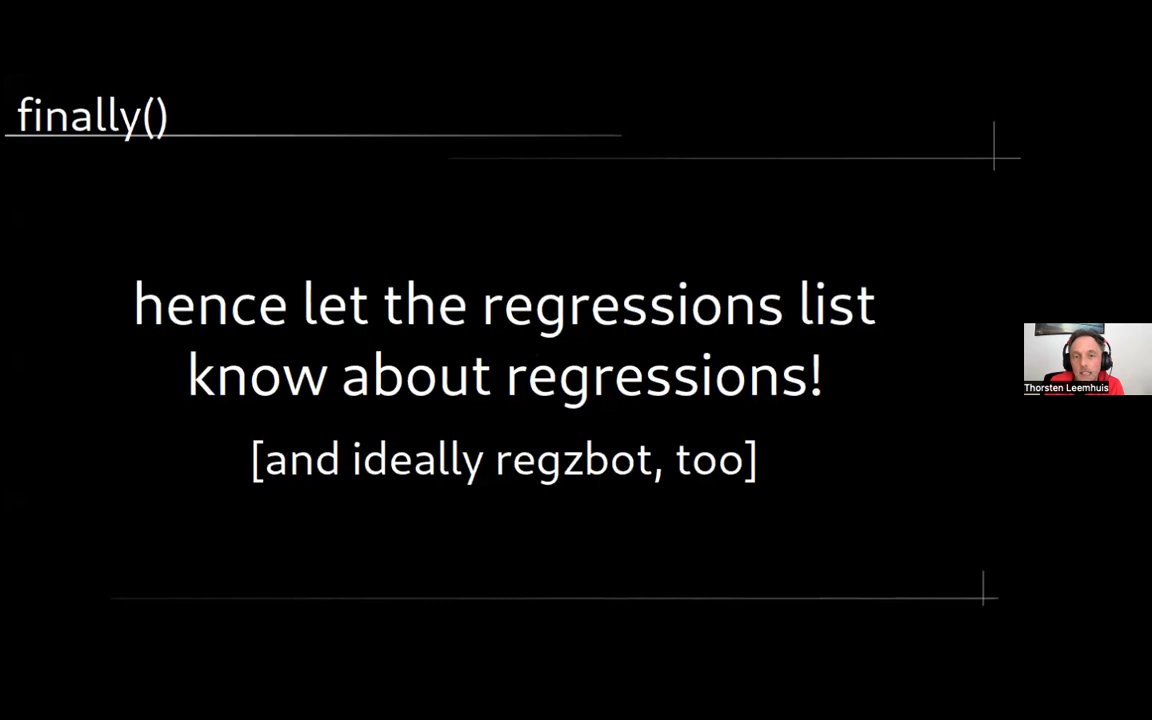 finally()
hence let the regressions list
know about regressions!
[and ideally regzbot, too]
Thorsten Leemhuis